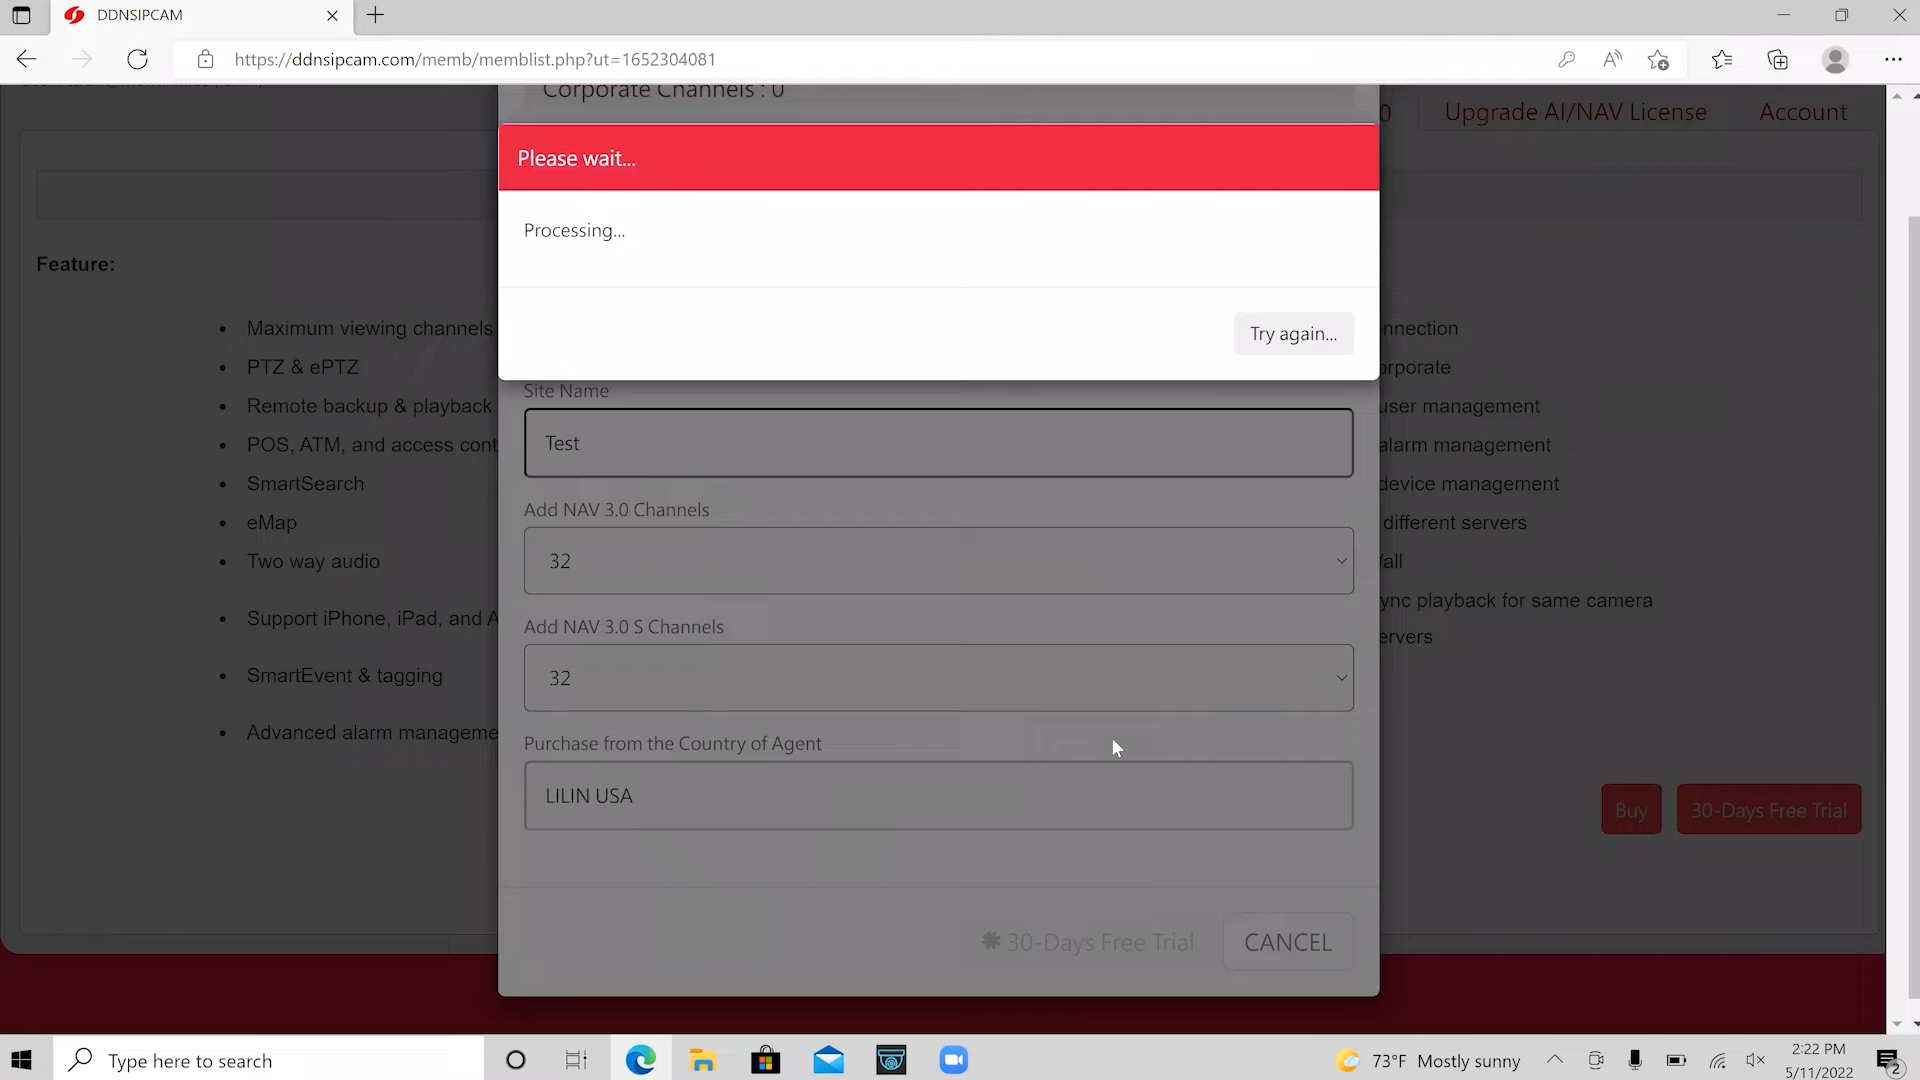 DDNSIPCAM
https://ddnsipcam.com/memb/memblist.php?ut=1652304081
Corporate Channels : 0
0
Upgrade AI/NAV License
Account
Please wait...
Processing...
Try again...
Feature:
Maximum viewing channels
PTZ & ePTZ
Remote backup & playback
POS, ATM, and access cont
SmartSearch
eMap
Two way audio
Support iPhone, iPad, and A
SmartEvent & tagging
Advanced alarm manageme
Site Name
Test
Add NAV 3.0 Channels
32
Add NAV 3.0 S Channels
32
Purchase from the Country of Agent
LILIN USA
30-Days Free Trial
CANCEL
nnection
orporate
user management
alarm management
device management
different servers
all
ync playback for same camera
ervers
Buy
30-Days Free Trial
Type here to search
73°F Mostly sunny
2:22 PM
5/11/2022
2